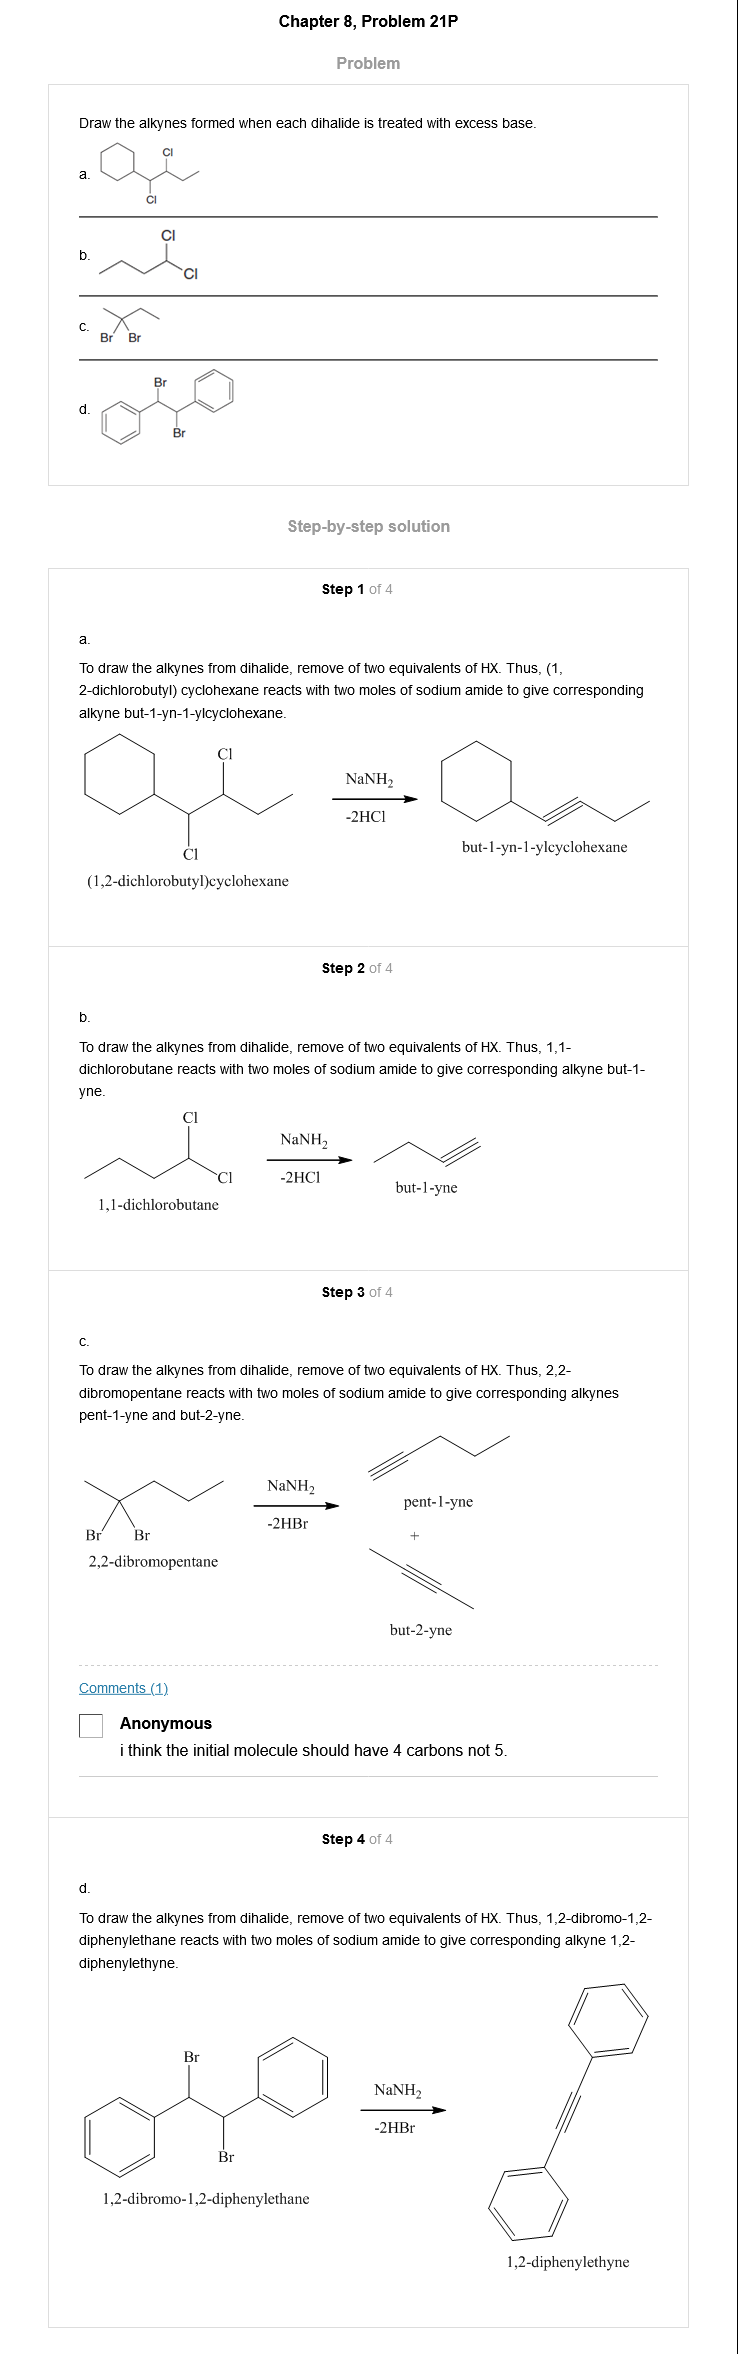 Chapter 8, Problem 21P
Problem
Draw the alkynes formed when each dihalide is treated with excess base.
a.
Cl
Cl
b.
Cl
Cl
c.
Br Br
d.
Br
Br
Step-by-step solution
Step 1 of 4
a.
To draw the alkynes from dihalide, remove of two equivalents of HX. Thus, (1,
2-dichlorobutyl) cyclohexane reacts with two moles of sodium amide to give corresponding
alkyne but-1-yn-1-ylcyclohexane.
Cl
NaNH2
-2HCl
Cl
but-1-yn-1-ylcyclohexane
(1,2-dichlorobutyl)cyclohexane
Step 2 of 4
b.
To draw the alkynes from dihalide, remove of two equivalents of HX. Thus, 1,1-
dichlorobutane reacts with two moles of sodium amide to give corresponding alkyne but-1-
yne.
Cl
NaNH2
-2HCl
Cl
but-1-yne
1,1-dichlorobutane
Step 3 of 4
c.
To draw the alkynes from dihalide, remove of two equivalents of HX. Thus, 2,2-
dibromopentane reacts with two moles of sodium amide to give corresponding alkynes
pent-1-yne and but-2-yne.
NaNH2
-2HBr
pent-1-yne
Br Br
+
2,2-dibromopentane
but-2-yne
Comments (1)
Anonymous
i think the initial molecule should have 4 carbons not 5.
Step 4 of 4
d.
To draw the alkynes from dihalide, remove of two equivalents of HX. Thus, 1,2-dibromo-1,2-
diphenylethane reacts with two moles of sodium amide to give corresponding alkyne 1,2-
diphenylethyne.
Br
NaNH2
-2HBr
Br
1,2-dibromo-1,2-diphenylethane
1,2-diphenylethyne